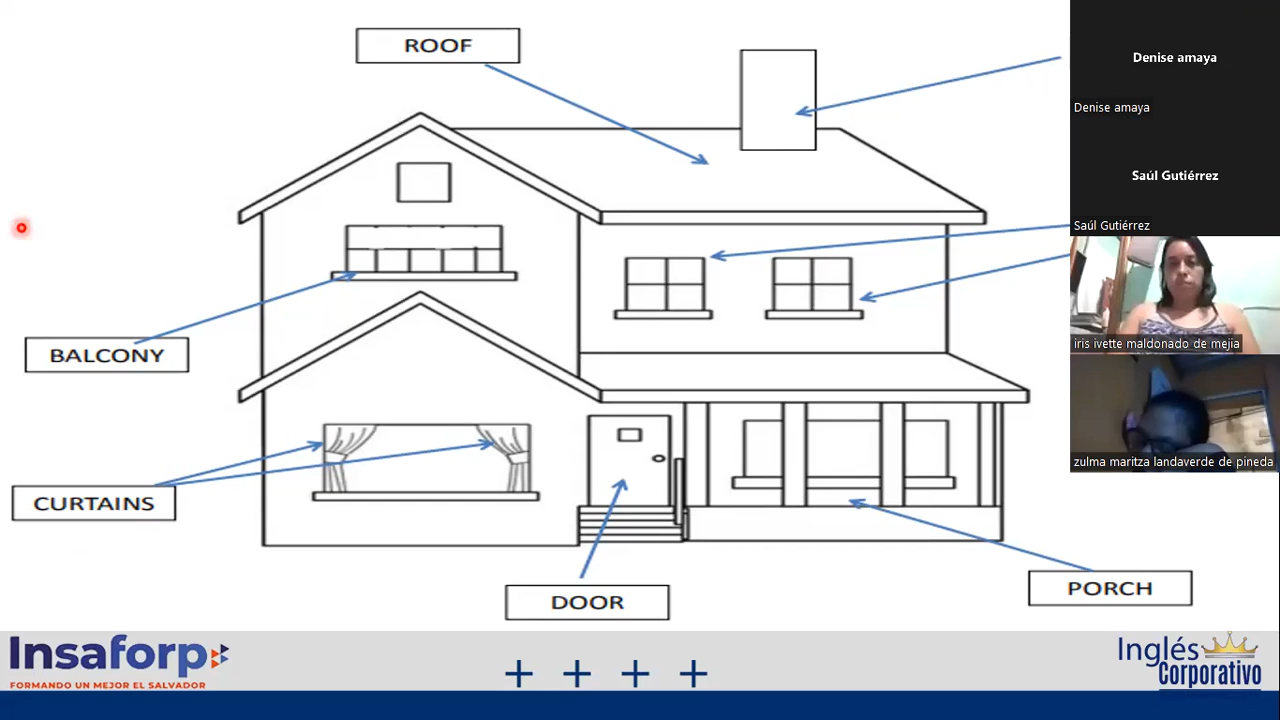 ROOF
Denise amaya
Denise amaya
Saúl Gutiérrez
Saúl Gutiérrez
iris ivette maldonado de mejia
BALCONY
zulma maritza landaverde de pineda
CURTAINS
PORCH
DOOR
Insaforp
FORMANDO UN MEJOR EL SALVADOR
Inglés
Corporativo